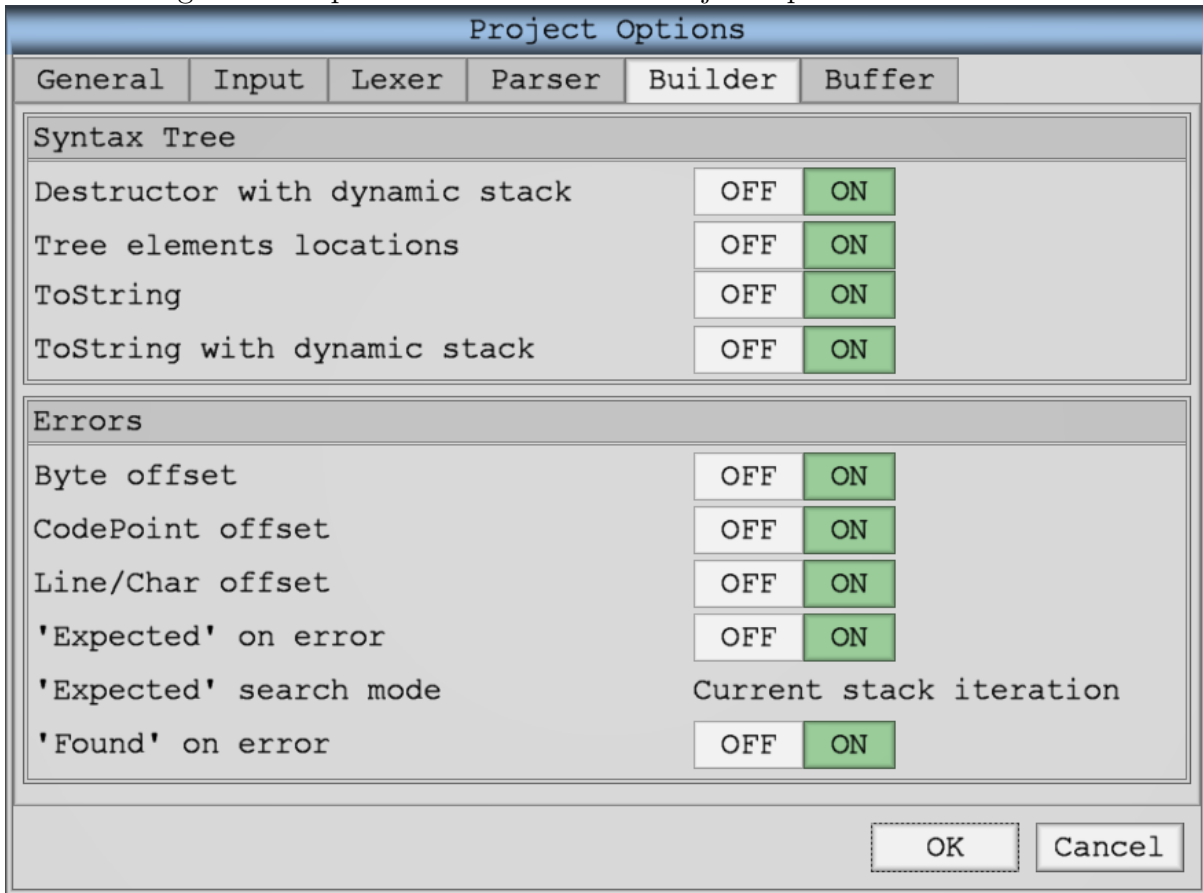 Project Options
General Input Lexer Parser Builder Buffer
Syntax Tree
Destructor with dynamic stack OFF ON
Tree elements locations OFF ON
ToString OFF ON
ToString with dynamic stack OFF ON
Errors
Byte offset OFF ON
CodePoint offset OFF ON
Line/Char offset OFF ON
'Expected' on error OFF ON
'Expected' search mode Current stack iteration
'Found' on error OFF ON
OK Cancel